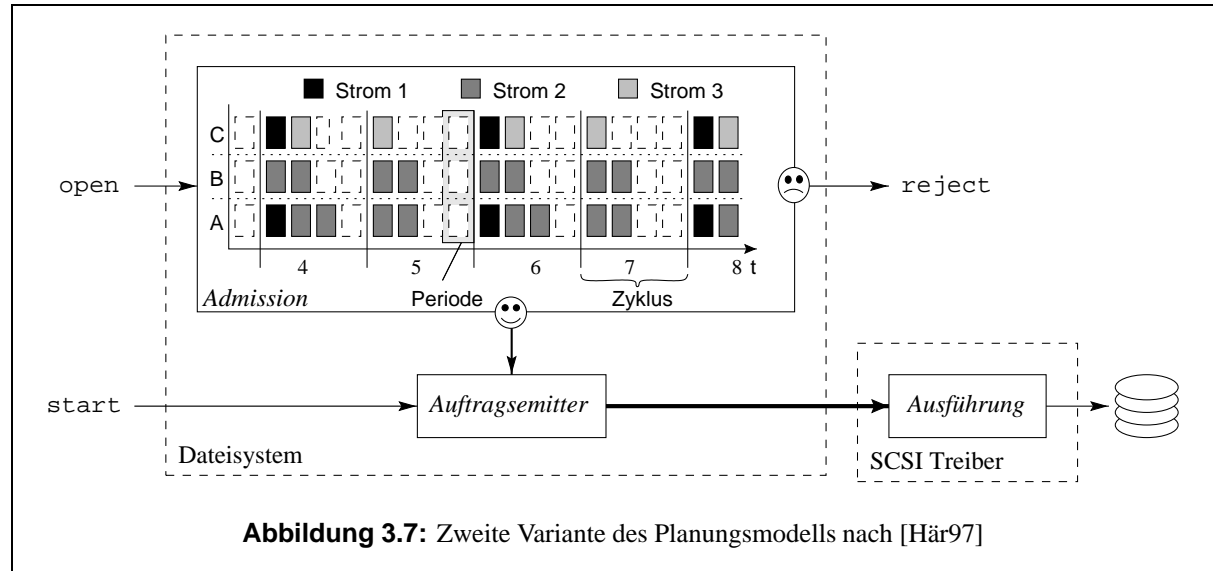 Strom 1 Strom 2 Strom 3
C
B
A
open
reject
4 5 6 7 8 t
Admission
Periode
Zyklus
start
Auftragsemitter
Ausführung
Dateisystem
SCSI Treiber
Abbildung 3.7: Zweite Variante des Planungsmodells nach [Här97]